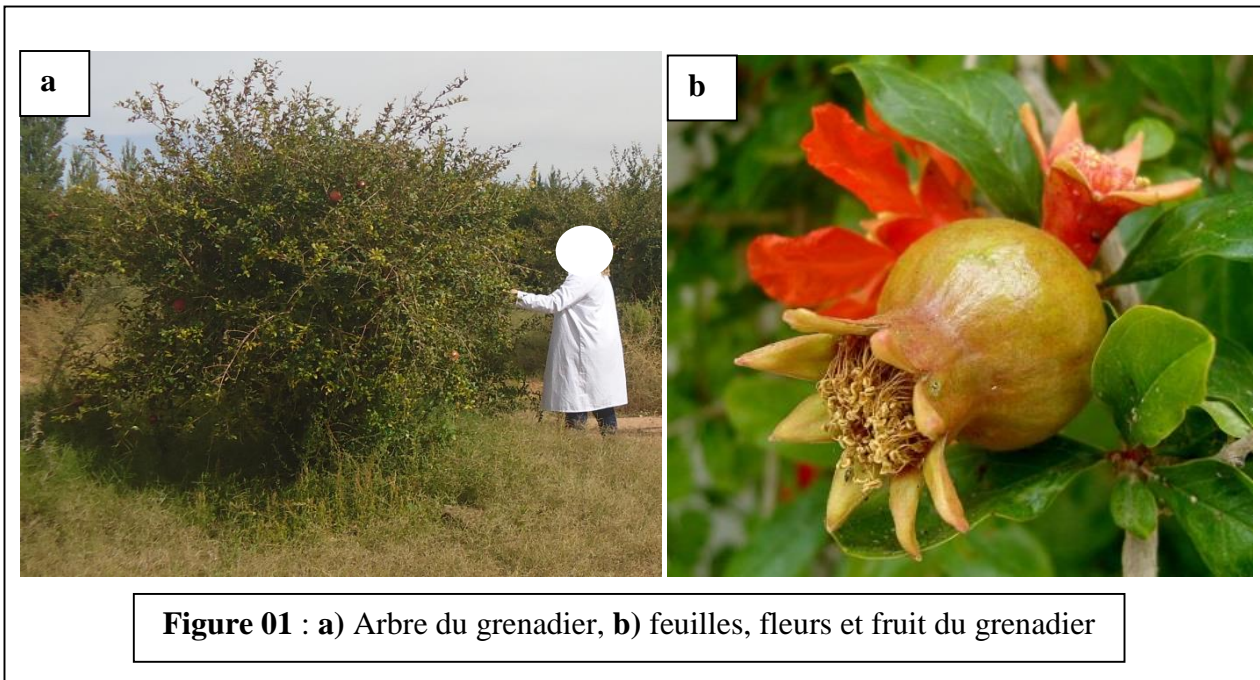 a
b
Figure 01 : a) Arbre du grenadier, b) feuilles, fleurs et fruit du grenadier